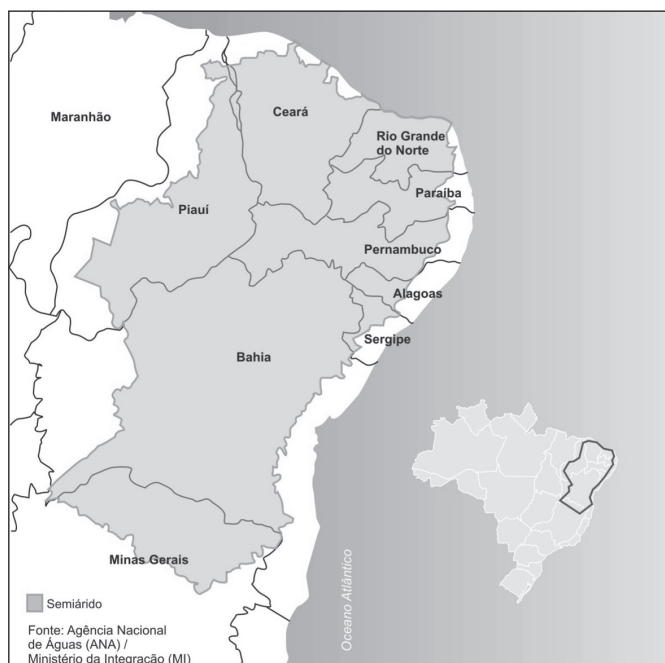 Maranhão
Ceará
Rio Grande
do Norte
Paraíba
Piauí
Pernambuco
Alagoas
Sergipe
Bahia
Minas Gerais
Oceano Atlântico
Semiárido
Fonte: Agência Nacional
de Águas (ANA) /
Ministério da Integração (MI)